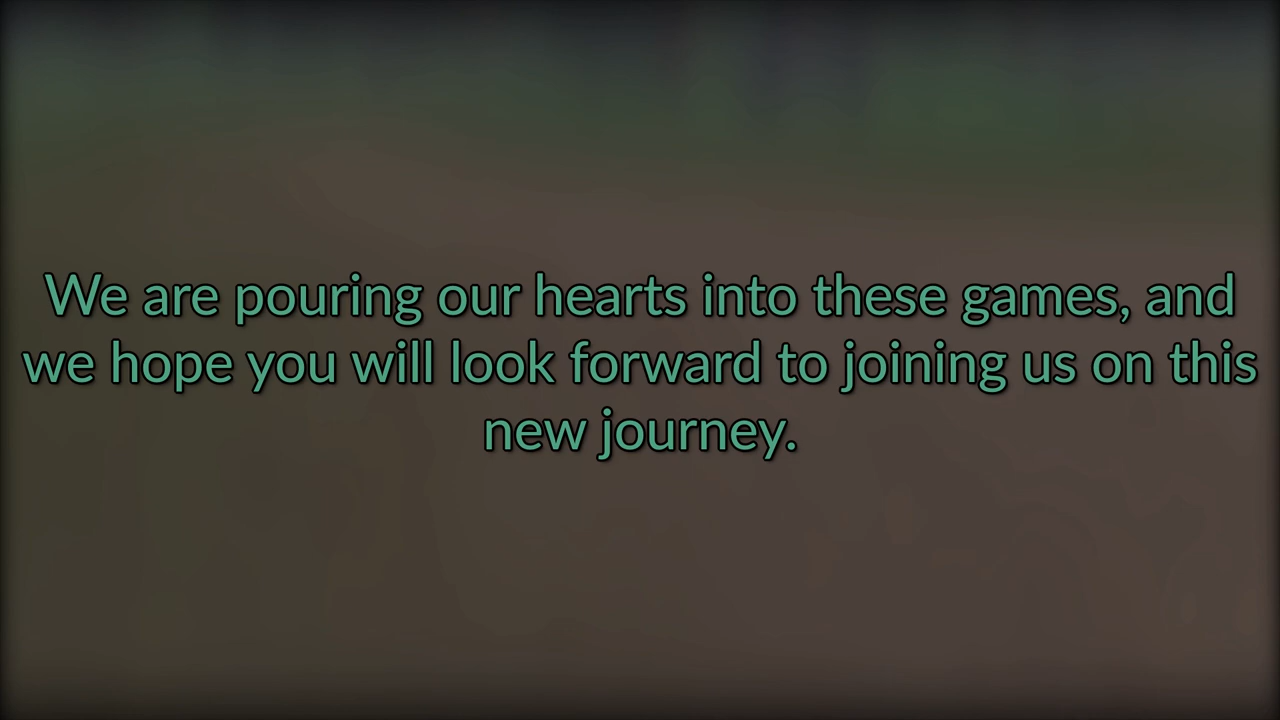 We are pouring our hearts into these games, and
we hope you will look forward to joining us on this
new journey.